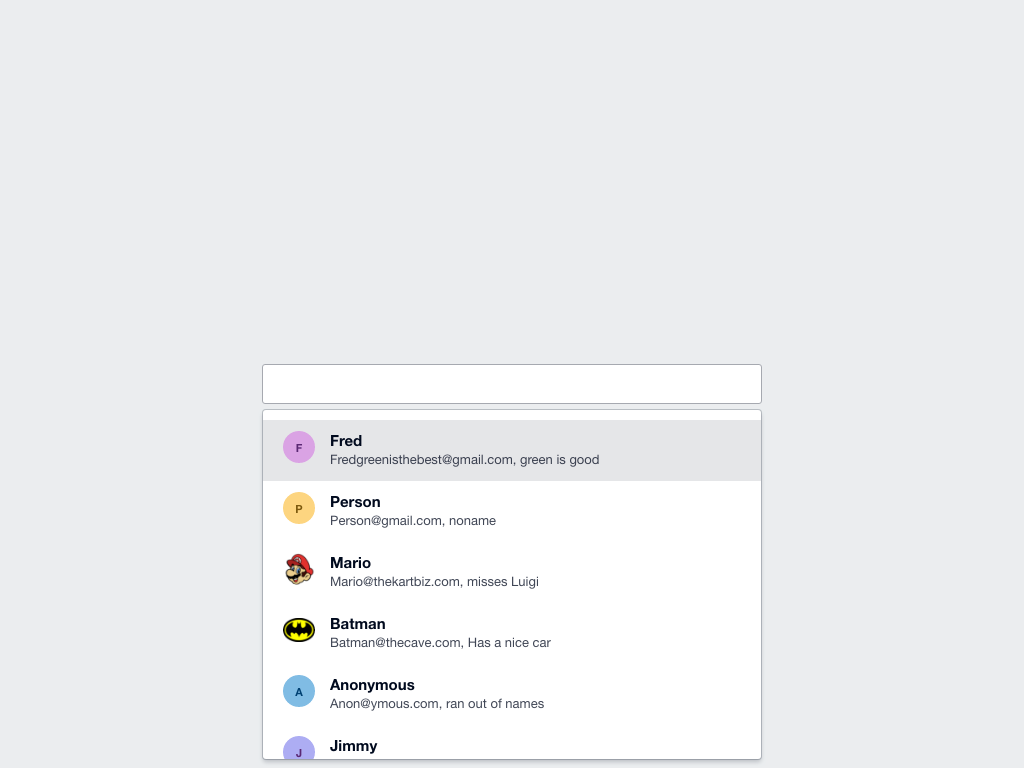 F
Fred
Fredgreenisthebest@gmail.com, green is good
P
Person
Person@gmail.com, noname
Mario
Mario@thekartbiz.com, misses Luigi
Batman
Batman@thecave.com, Has a nice car
A
Anonymous
Anon@ymous.com, ran out of names
J
Jimmy